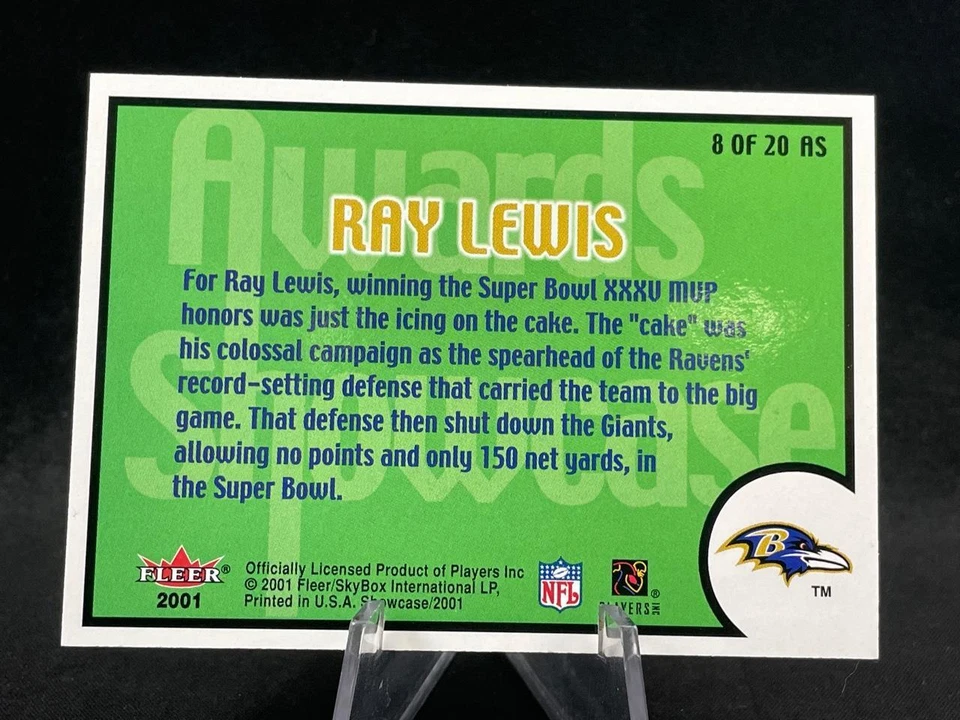 Awards
Showcase
8 OF 20 AS
RAY LEWIS
For Ray Lewis, winning the Super Bowl XXXV MVP
honors was just the icing on the cake. The "cake" was
his colossal campaign as the spearhead of the Ravens'
record-setting defense that carried the team to the big
game. That defense then shut down the Giants,
allowing no points and only 150 net yards, in
the Super Bowl.
FLEER®
2001
Officially Licensed Product of Players Inc
© 2001 Fleer/SkyBox International LP,
Printed in U.S.A. Showcase/2001
NFL
®
PLAYERS INC
B
TM